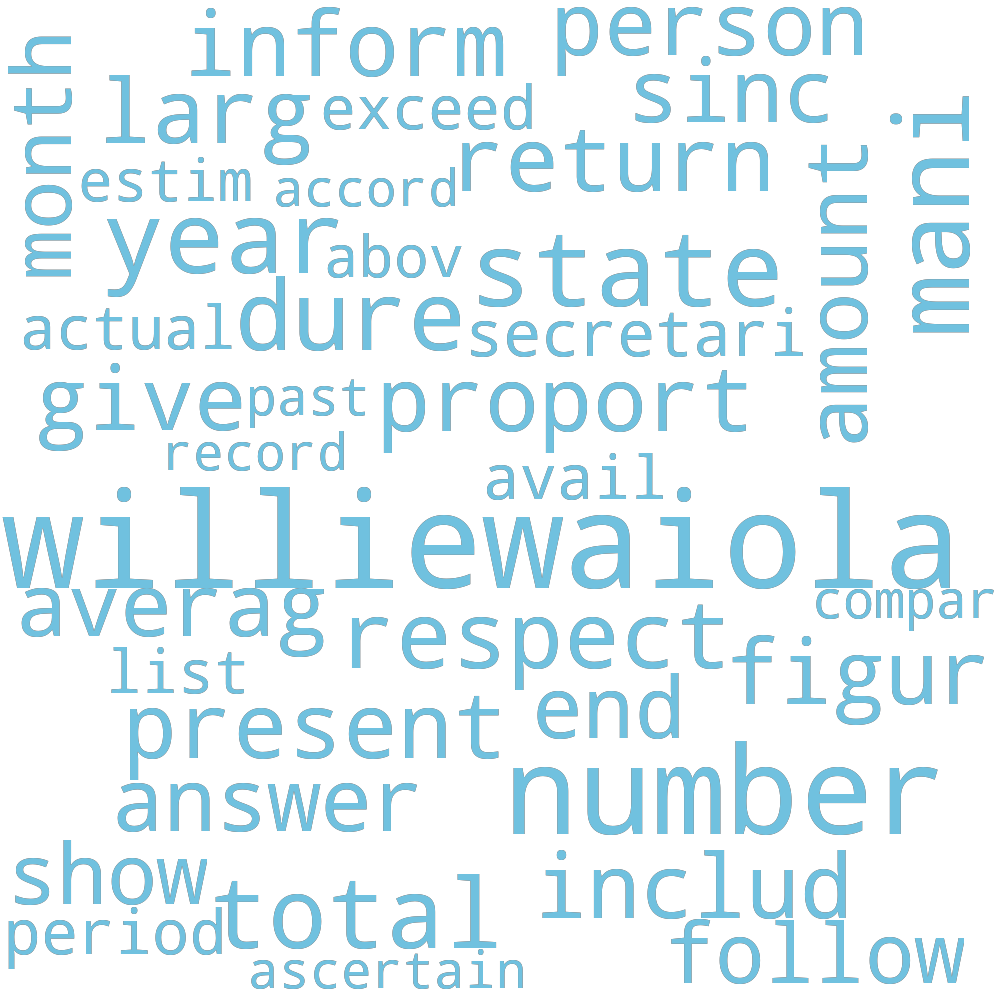 person
inform
sinc
month
larg
exceed
mani
return
amount
estim
accord
year
abov
state
dure
actual
secretari
give
past
proport
record
avail
williewaiola
averag
compar
respect
list
figur
present
end
answer
number
show
includ
total
period
follow
ascertain